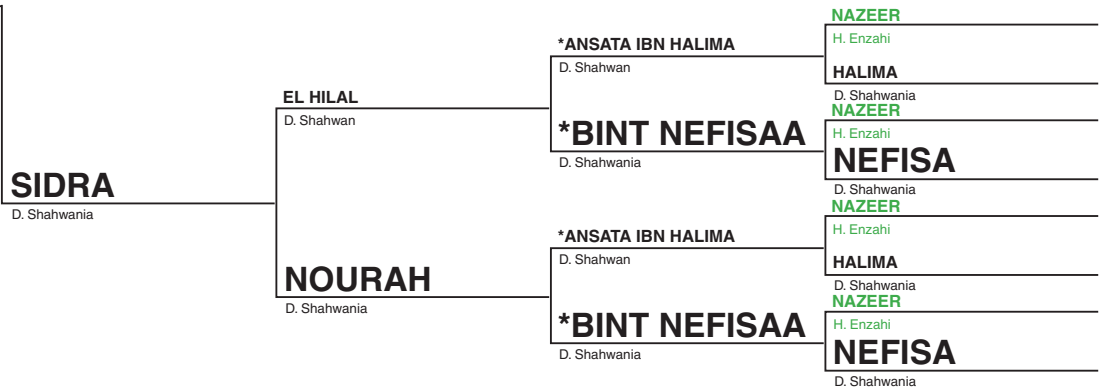 NAZEER
H. Enzahi
*ANSATA IBN HALIMA
D. Shahwan
HALIMA
D. Shahwania
EL HILAL
D. Shahwan
NAZEER
H. Enzahi
*BINT NEFISAA
D. Shahwania
NEFISA
D. Shahwania
SIDRA
D. Shahwania
NAZEER
H. Enzahi
*ANSATA IBN HALIMA
D. Shahwan
HALIMA
D. Shahwania
NOURAH
D. Shahwania
NAZEER
H. Enzahi
*BINT NEFISAA
D. Shahwania
NEFISA
D. Shahwania